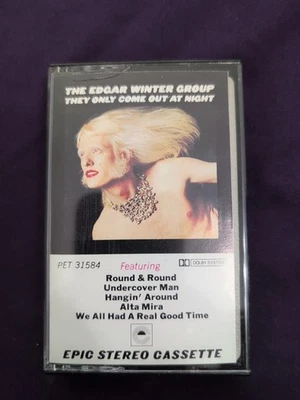 THE EDGAR WINTER GROUP
THEY ONLY COME OUT AT NIGHT
PET 31584
Featuring
DOLBY SYSTEM
Round & Round
Undercover Man
Hangin' Around
Alta Mira
We All Had A Real Good Time
EPIC STEREO CASSETTE